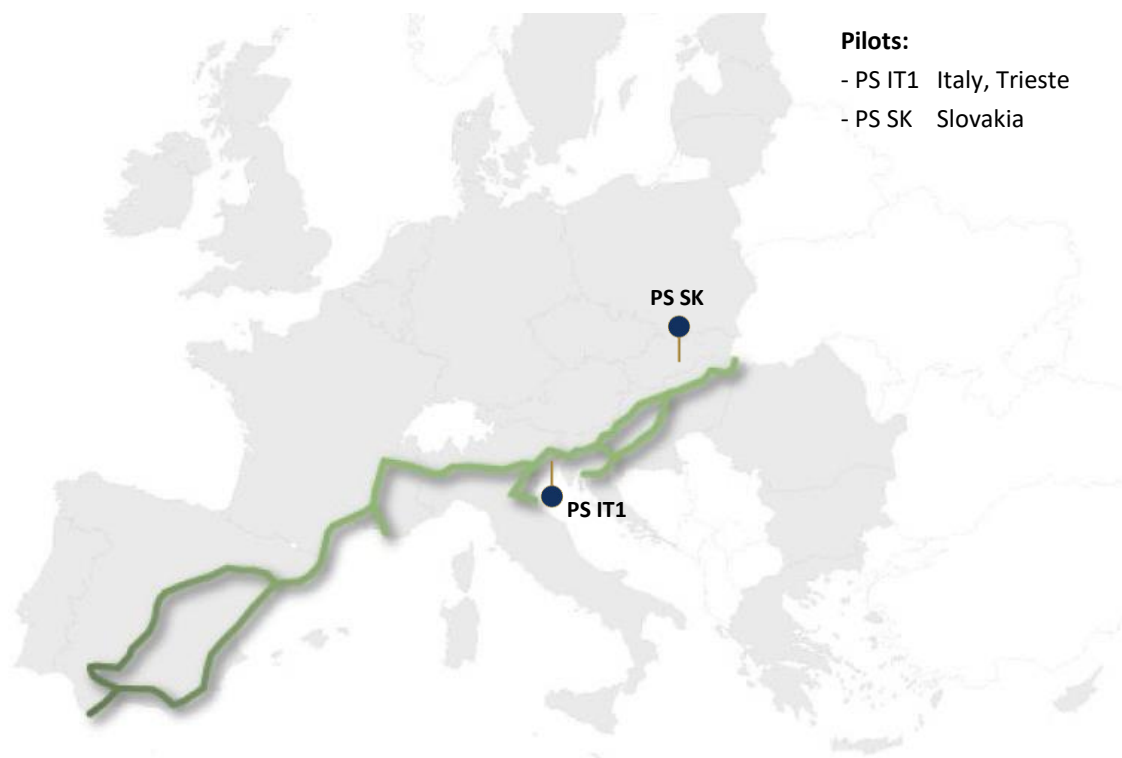 Pilots:
- PS IT1 Italy, Trieste
- PS SK Slovakia
PS SK
PS IT1